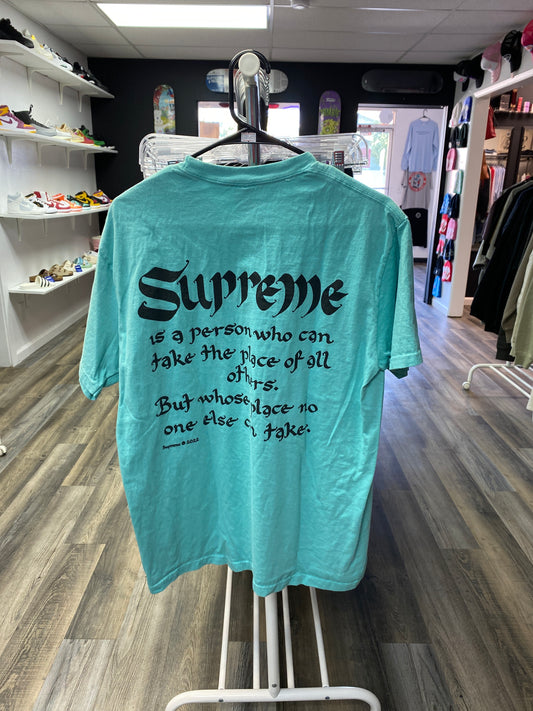 Supreme
is a person who can
take the place of all
others.
But whose place no
one else can take.
Supreme © 2022